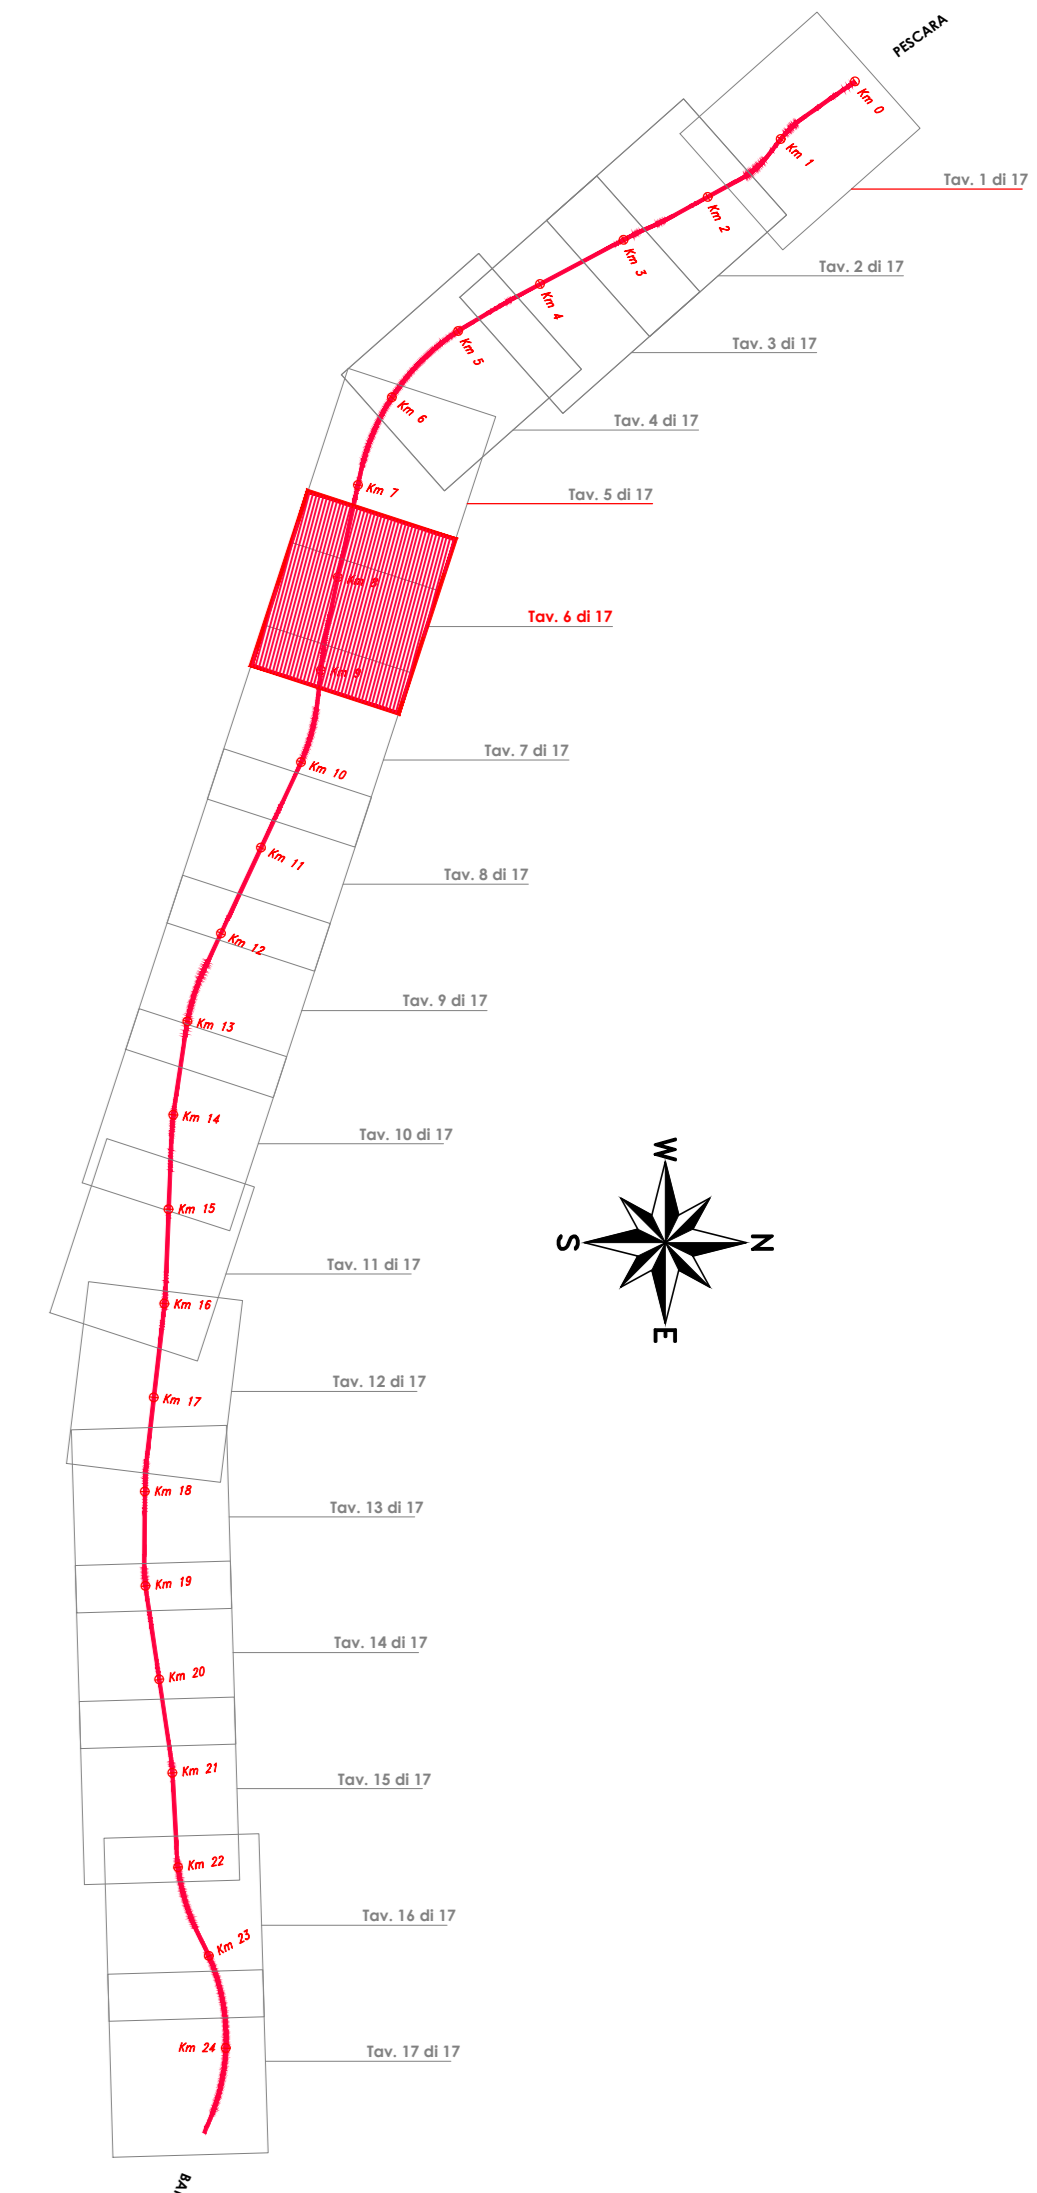 PESCARA
Km 0
Km 1
Tav. 1 di 17
Km 2
Km 3
Tav. 2 di 17
Km 4
Km 5
Tav. 3 di 17
Km 6
Tav. 4 di 17
Km 7
Tav. 5 di 17
Km 8
Tav. 6 di 17
Km 9
Tav. 7 di 17
Km 10
Km 11
Tav. 8 di 17
Km 12
Tav. 9 di 17
Km 13
Km 14
Tav. 10 di 17
W
Km 15
S
N
Tav. 11 di 17
Km 16
E
Tav. 12 di 17
Km 17
Km 18
Tav. 13 di 17
Km 19
Tav. 14 di 17
Km 20
Km 21
Tav. 15 di 17
Km 22
Tav. 16 di 17
Km 23
Km 24
Tav. 17 di 17